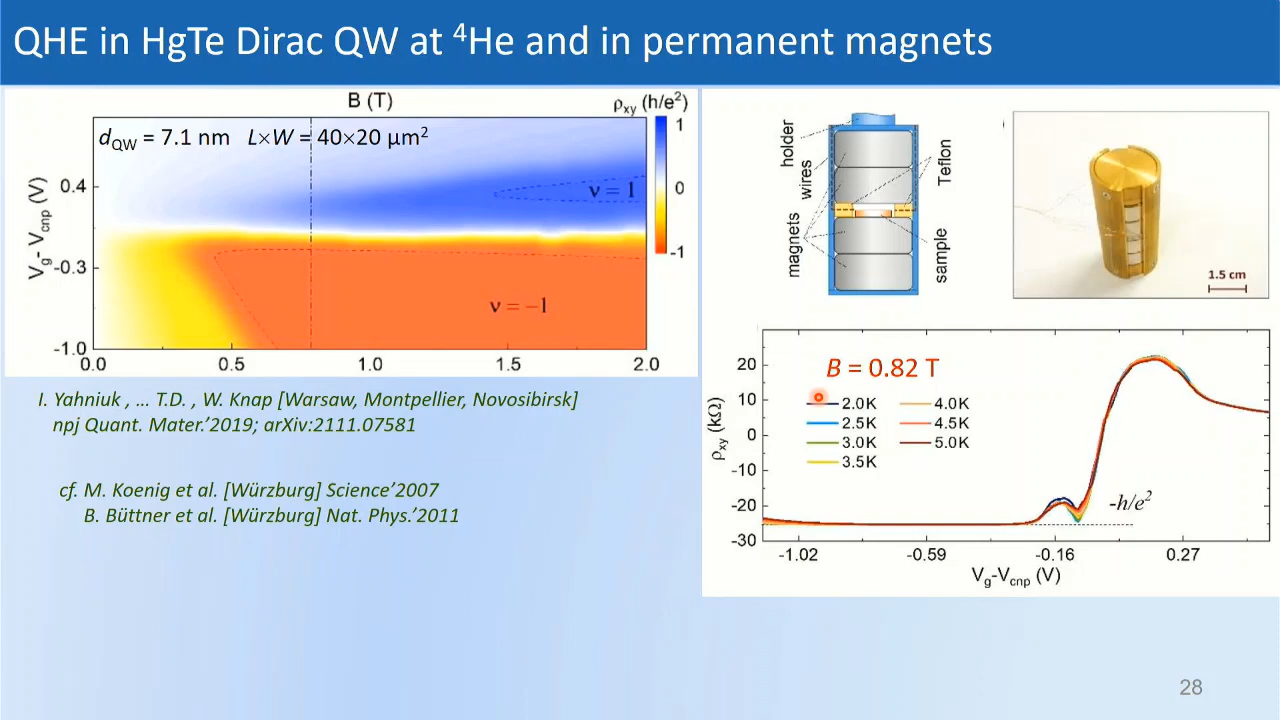 QHE in HgTe Dirac QW at ⁴He and in permanent magnets
B (T)
ρxy (h/e²)
dQW = 7.1 nm L×W = 40×20 µm²
1
0
-1
Vg- Vcnp (V)
0.4
-0.3
-1.0
ν = 1
ν = −1
0.0 0.5 1.0 1.5 2.0
I. Yahniuk , … T.D. , W. Knap [Warsaw, Montpellier, Novosibirsk]
npj Quant. Mater.’2019; arXiv:2111.07581
cf. M. Koenig et al. [Würzburg] Science’2007
B. Büttner et al. [Würzburg] Nat. Phys.’2011
holder
wires
magnets
Teflon
sample
1.5 cm
B = 0.82 T
2.0K 4.0K
2.5K 4.5K
3.0K 5.0K
3.5K
ρxy (kΩ)
20
10
0
-10
-20
-30
-h/e²
-1.02 -0.59 -0.16 0.27
Vg-Vcnp (V)
28